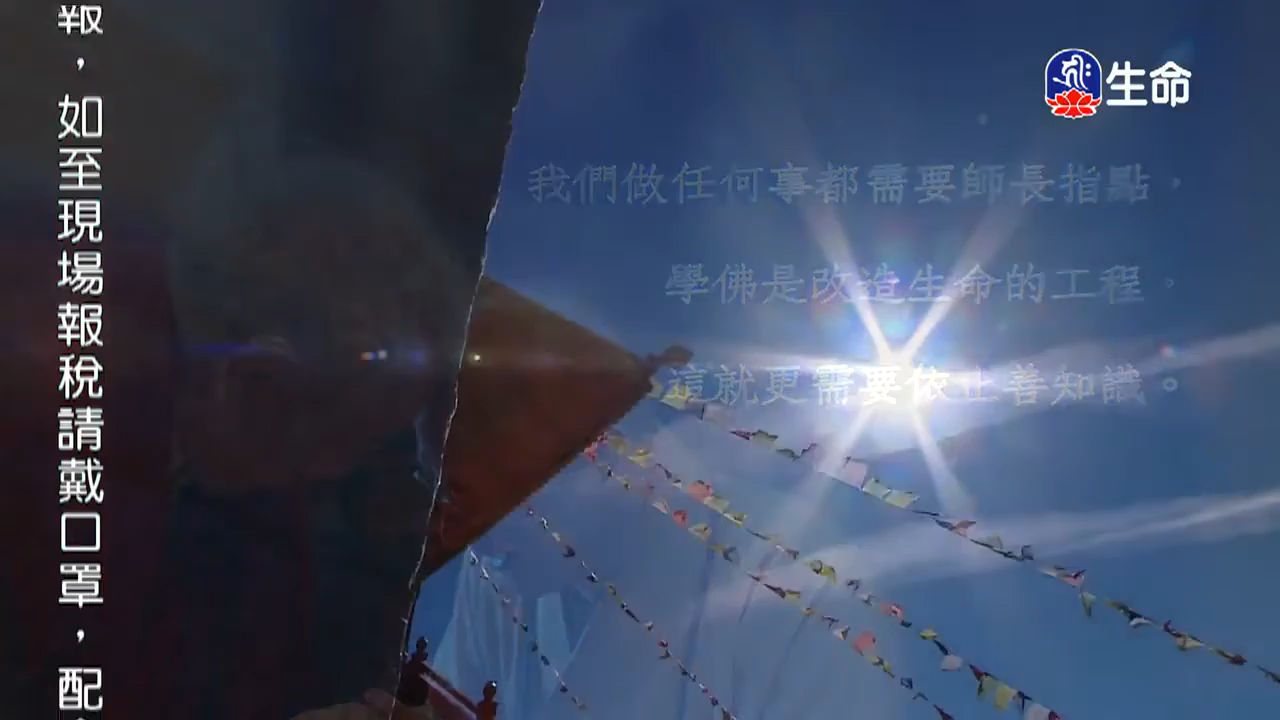 生命
我們做任何事都需要師長指點，
學佛是改造生命的工程。
這就更需要依止善知識。
報，如至現場報稅請戴口罩，配